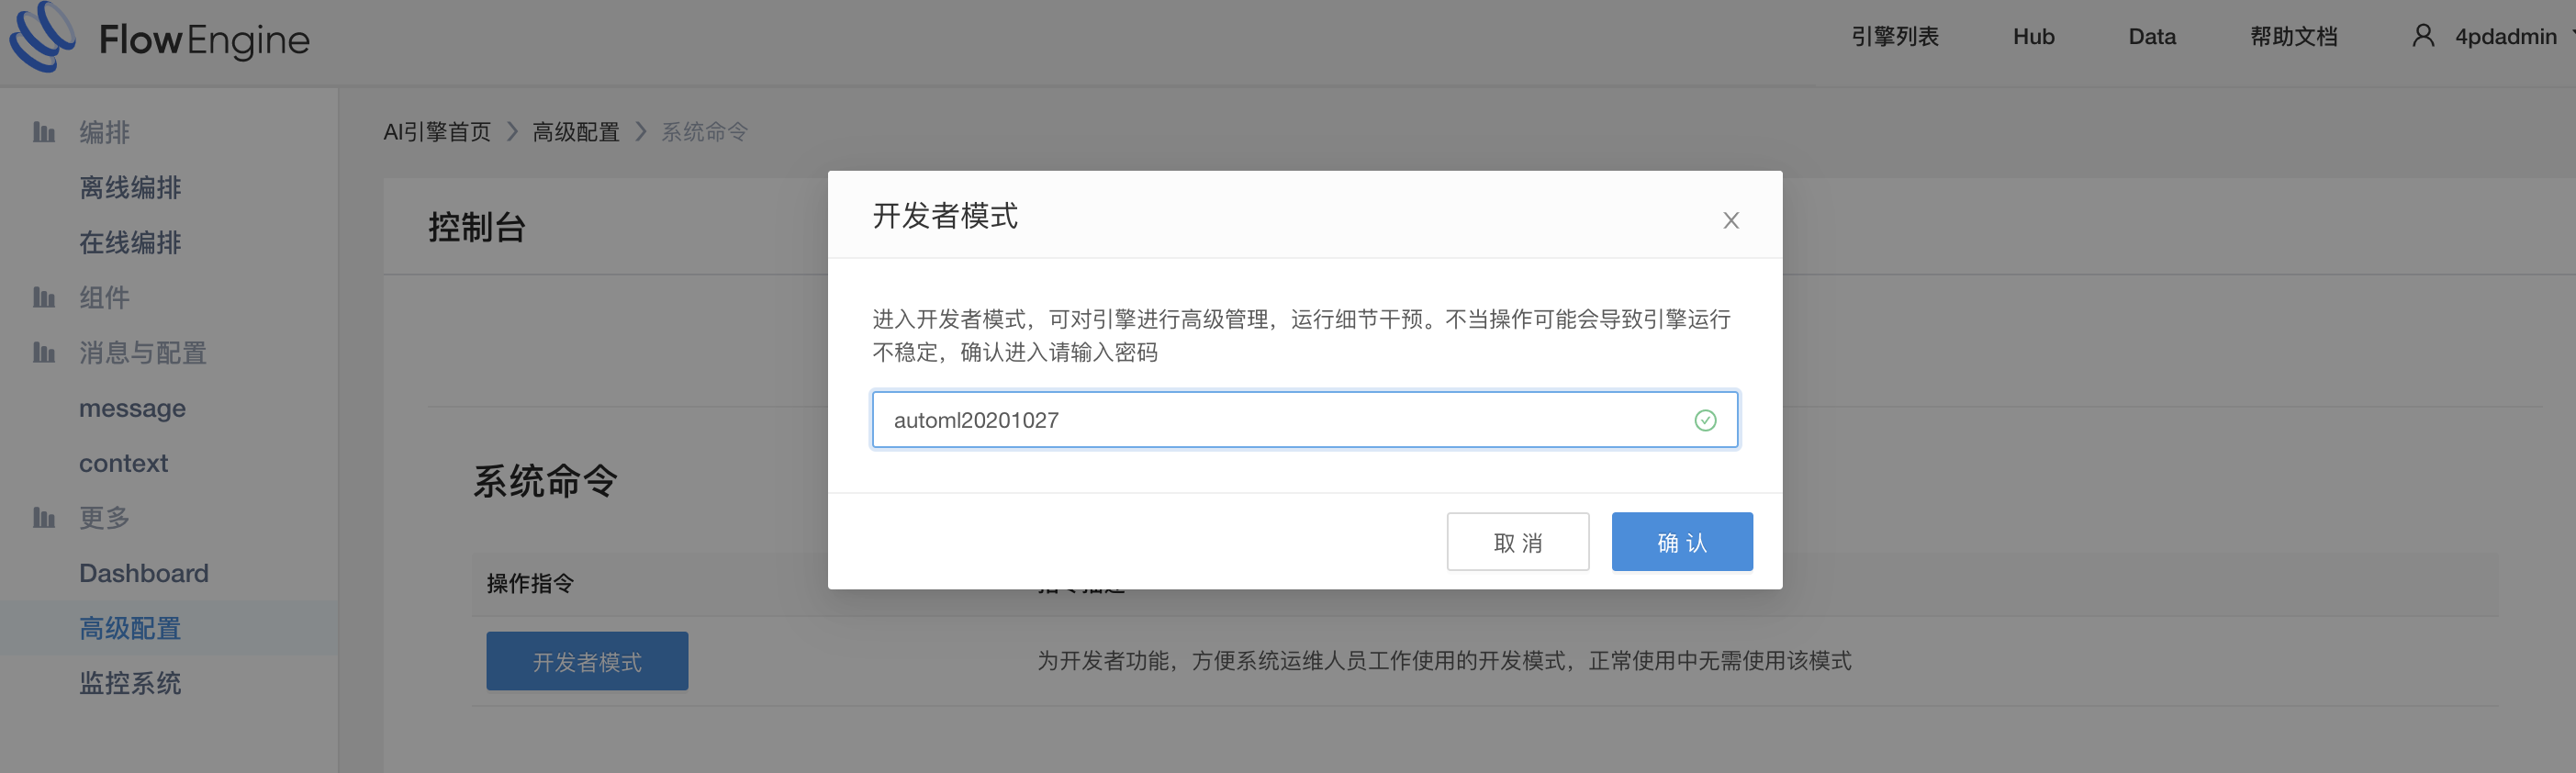 FlowEngine
引擎列表 Hub Data 帮助文档 4pdadmin
编排
离线编排
在线编排
组件
消息与配置
message
context
更多
Dashboard
高级配置
监控系统
AI引擎首页 > 高级配置 > 系统命令
控制台
开发者模式
进入开发者模式，可对引擎进行高级管理，运行细节干预。不当操作可能会导致引擎运行
不稳定，确认进入请输入密码
automl20201027
取 消 确 认
系统命令
操作指令
开发者模式 为开发者功能，方便系统运维人员工作使用的开发模式，正常使用中无需使用该模式